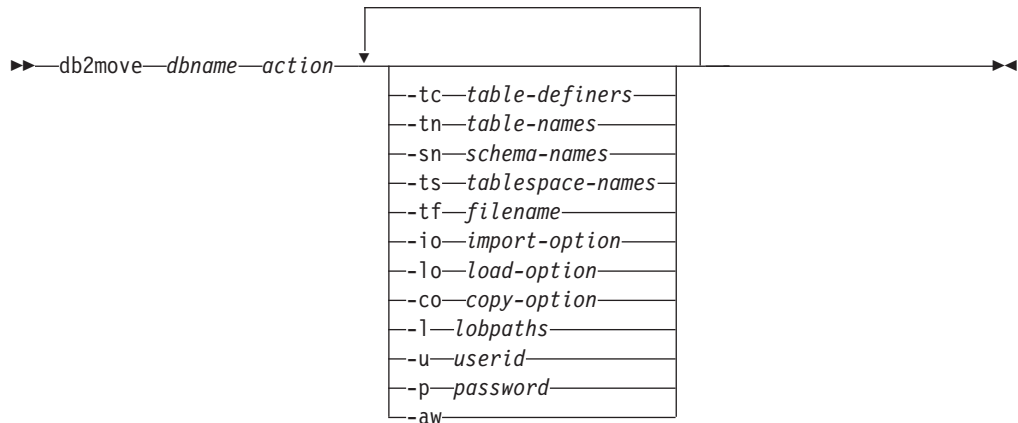 db2move dbname action
-tc table-definers
-tn table-names
-sn schema-names
-ts tablespace-names
-tf filename
-io import-option
-lo load-option
-co copy-option
-l lobpaths
-u userid
-p password
-aw